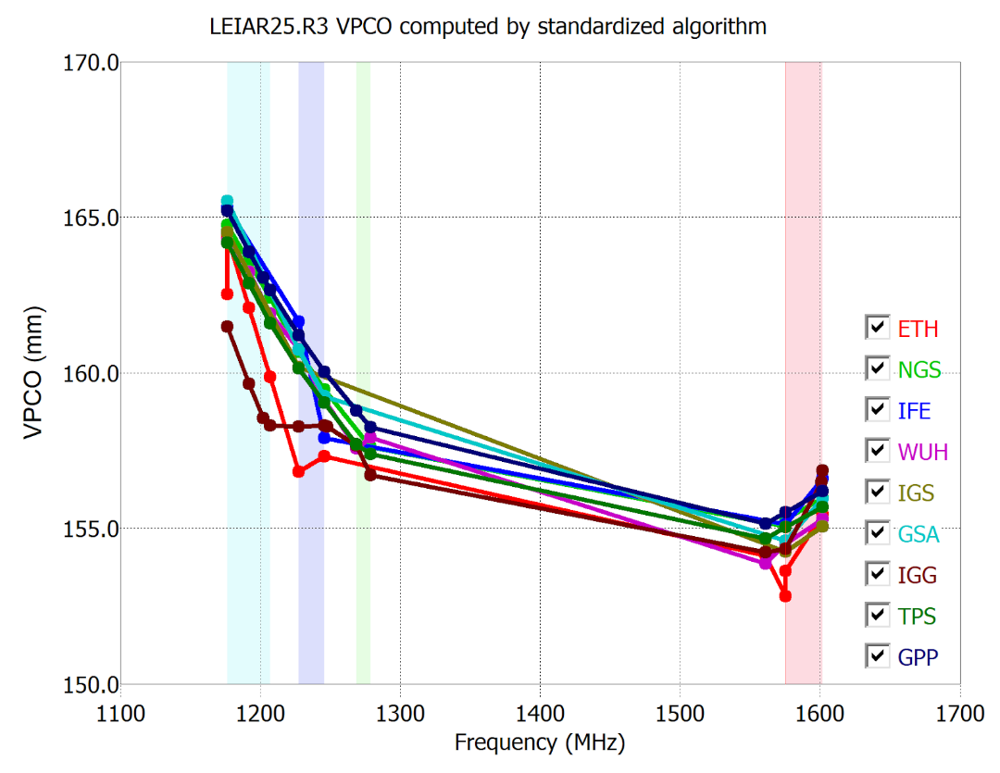 LEIAR25.R3 VPCO computed by standardized algorithm
170.0
165.0
160.0
155.0
150.0
VPCO (mm)
1100 1200 1300 1400 1500 1600 1700
Frequency (MHz)
ETH
NGS
IFE
WUH
IGS
GSA
IGG
TPS
GPP